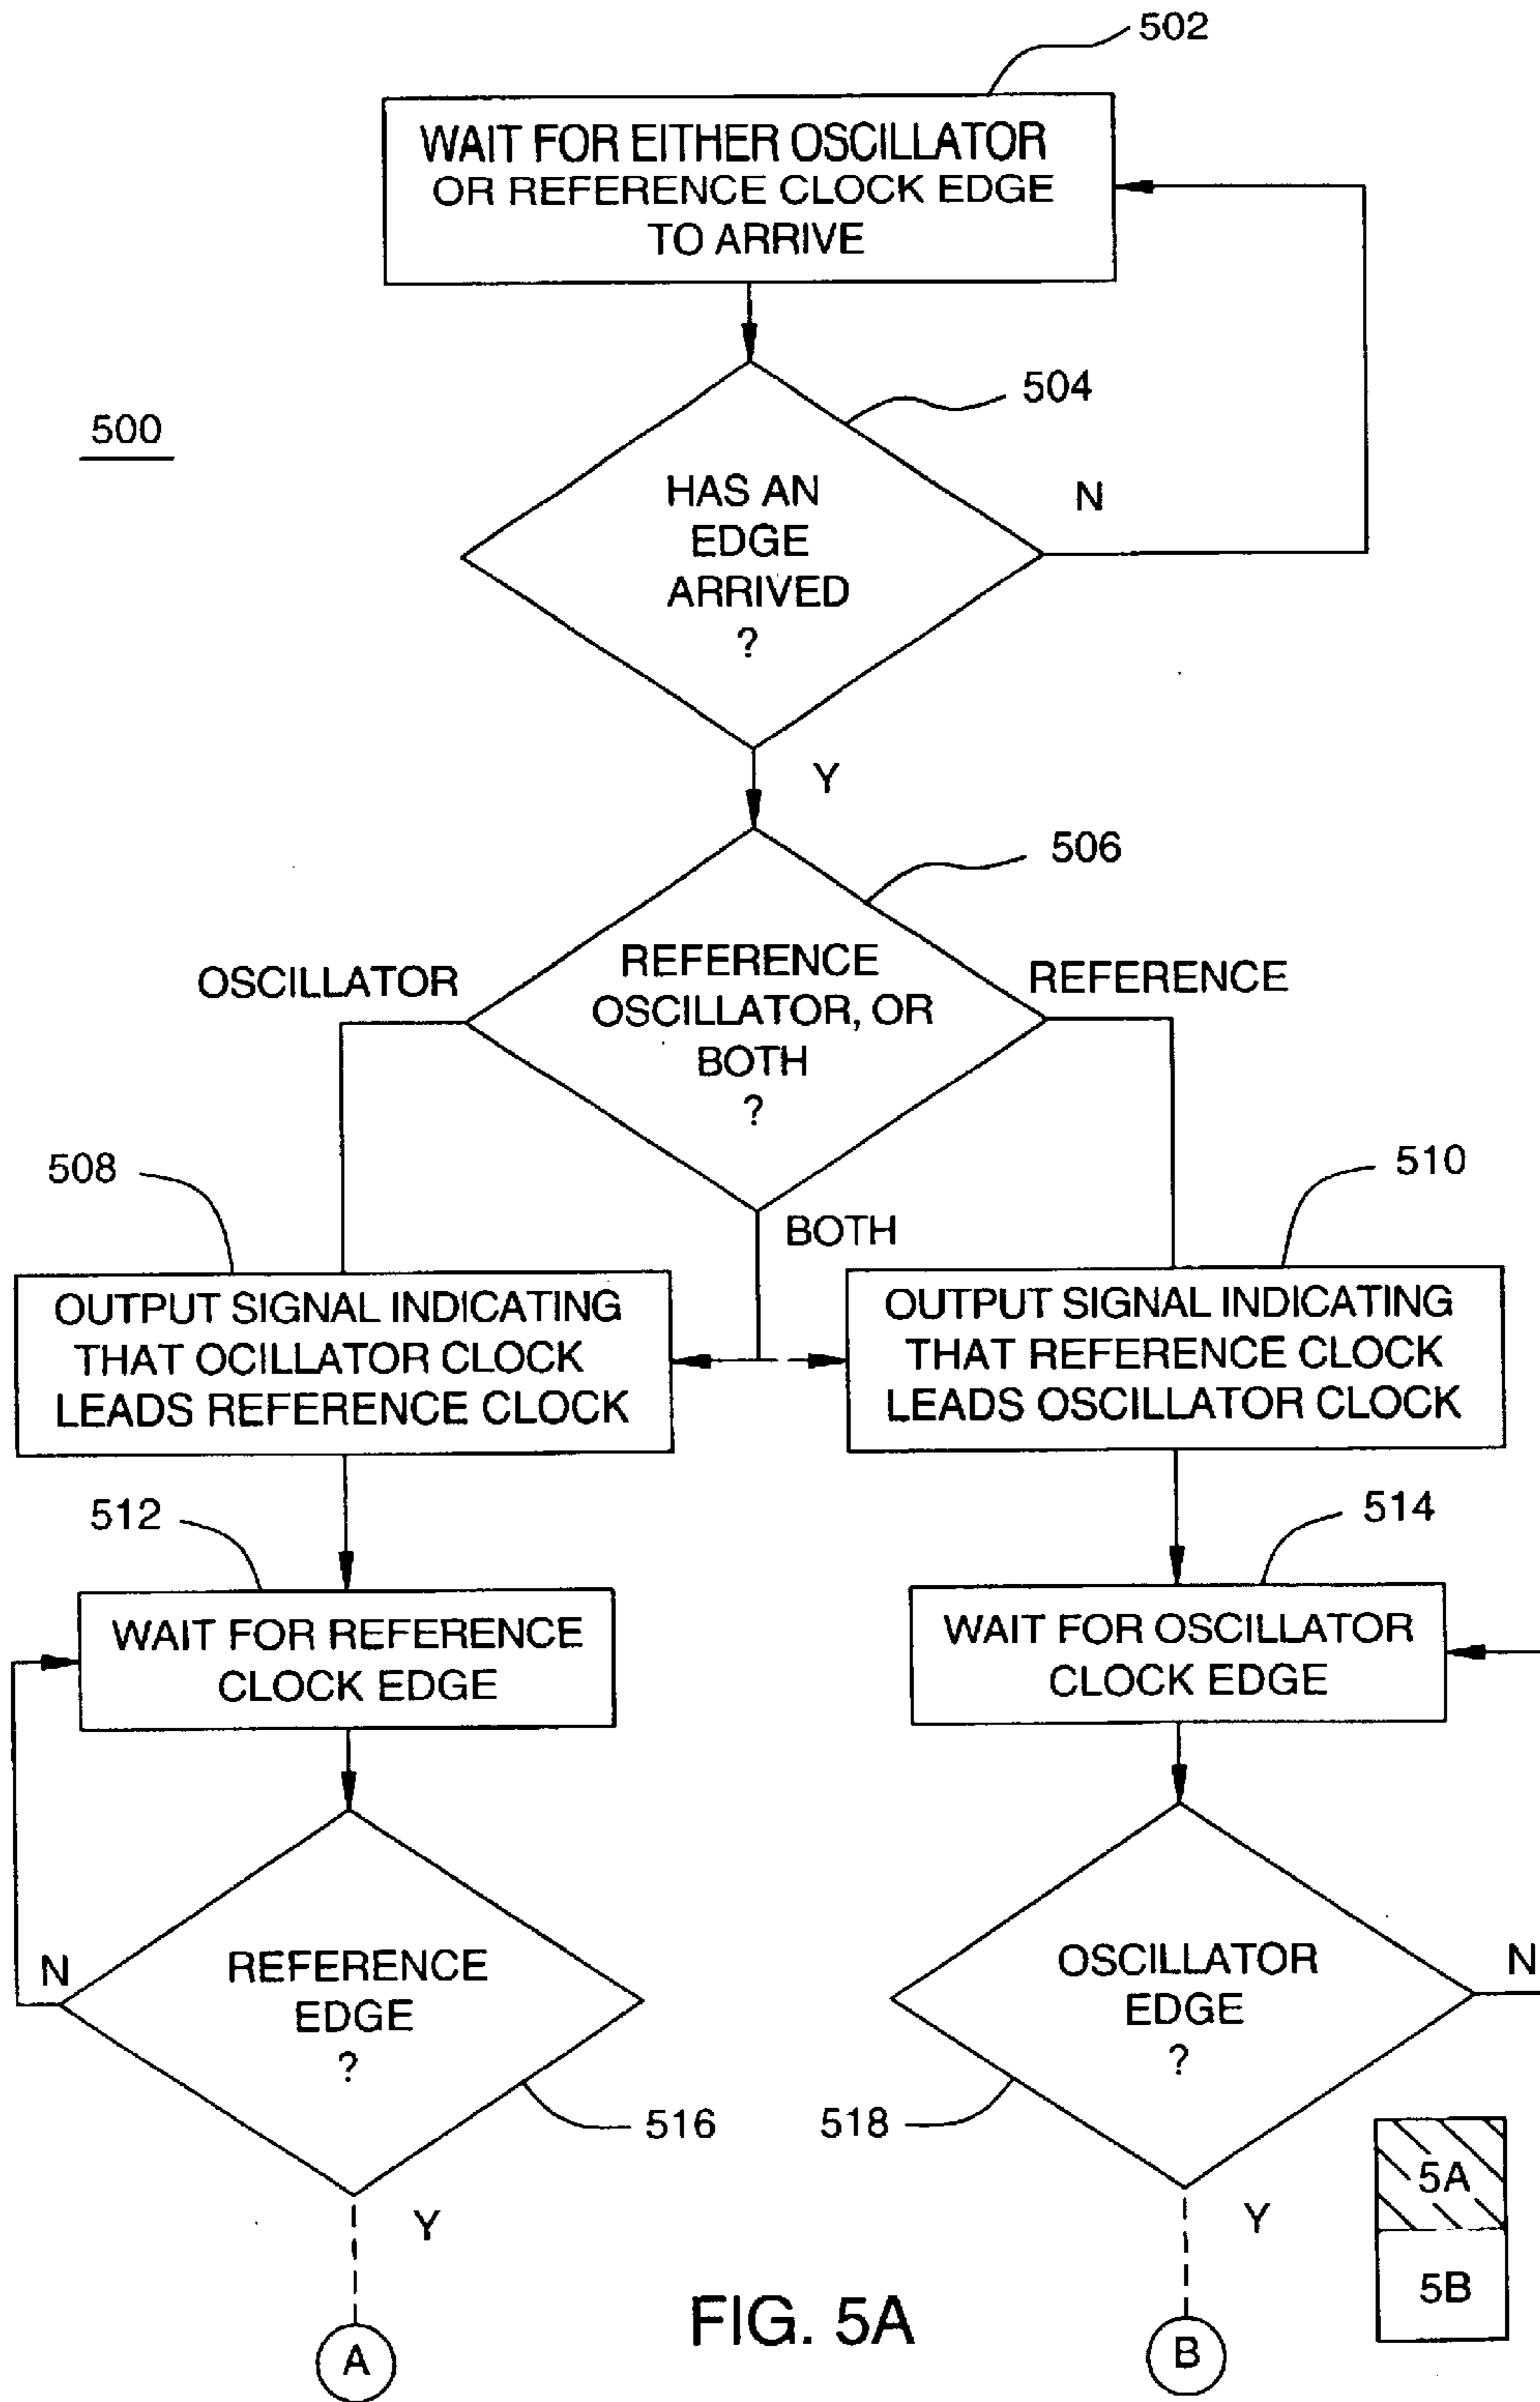 502
WAIT FOR EITHER OSCILLATOR
OR REFERENCE CLOCK EDGE
TO ARRIVE
504
500
HAS AN
EDGE
ARRIVED
?
N
Y
506
REFERENCE
OSCILLATOR, OR
BOTH
?
OSCILLATOR
REFERENCE
BOTH
508
510
OUTPUT SIGNAL INDICATING
THAT OCILLATOR CLOCK
LEADS REFERENCE CLOCK
OUTPUT SIGNAL INDICATING
THAT REFERENCE CLOCK
LEADS OSCILLATOR CLOCK
512
514
WAIT FOR REFERENCE
CLOCK EDGE
WAIT FOR OSCILLATOR
CLOCK EDGE
N
REFERENCE
EDGE
?
OSCILLATOR
EDGE
?
N
516
518
Y
Y
5A
5B
A
FIG. 5A
B